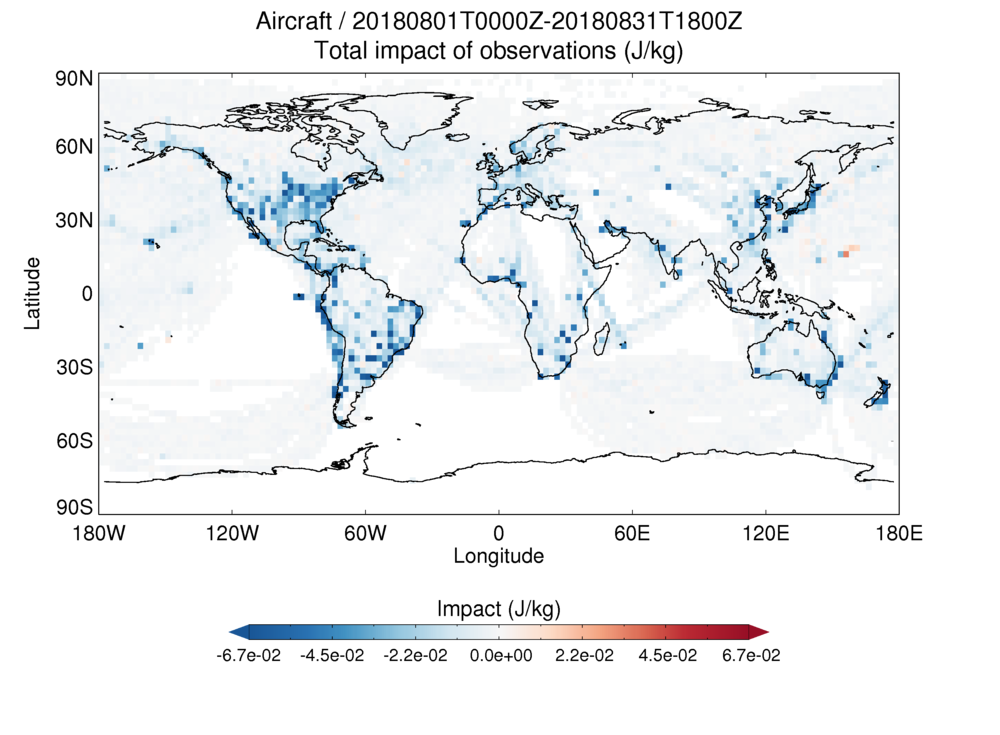 Aircraft / 20180801T0000Z-20180831T1800Z
Total impact of observations (J/kg)
90N
60N
30N
0
30S
60S
90S
Latitude
180W 120W 60W 0 60E 120E 180E
Longitude
Impact (J/kg)
-6.7e-02 -4.5e-02 -2.2e-02 0.0e+00 2.2e-02 4.5e-02 6.7e-02